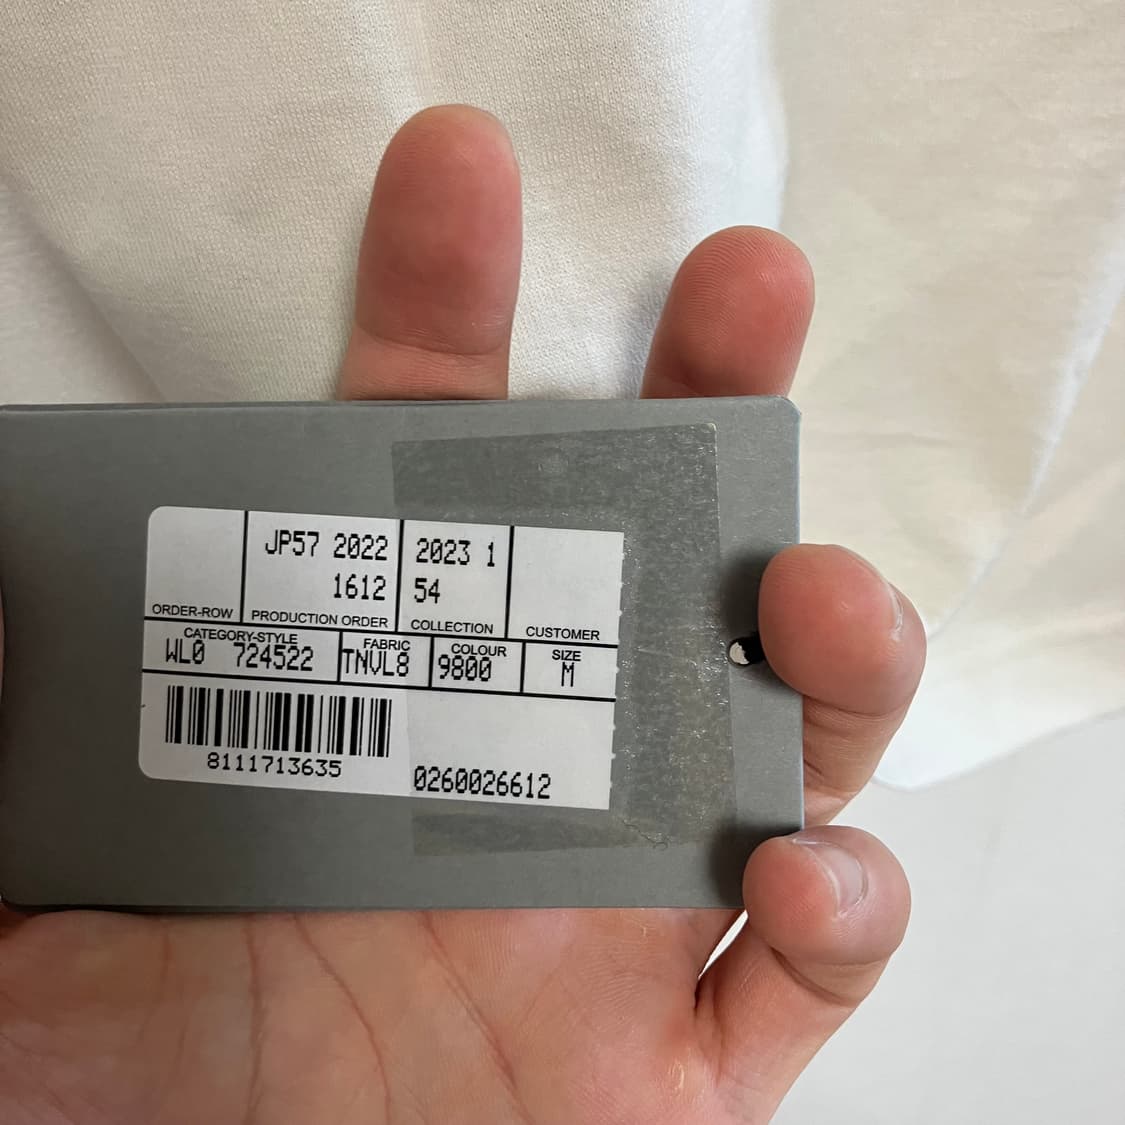 JP57 2022
1612
2023 1
54
ORDER-ROW
PRODUCTION ORDER
COLLECTION
CUSTOMER
CATEGORY-STYLE
WL0 724522
FABRIC
TNVL8
COLOUR
9800
SIZE
M
8111713635
0260026612